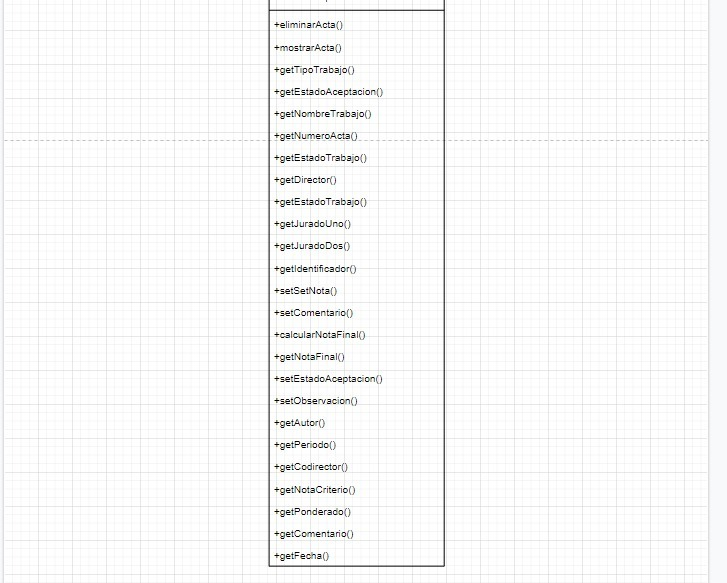 +eliminarActa()
+mostrarActa()
+getTipoTrabajo()
+getEstadoAceptacion()
+getNombreTrabajo()
+getNumeroActa()
+getEstadoTrabajo()
+getDirector()
+getEstadoTrabajo()
+getJuradoUno()
+getJuradoDos()
+getIdentificador()
+setSetNota()
+setComentario()
+calcularNotaFinal()
+getNotaFinal()
+setEstadoAceptacion()
+setObservacion()
+getAutor()
+getPeriodo()
+getCodirector()
+getNotaCriterio()
+getPonderado()
+getComentario()
+getFecha()